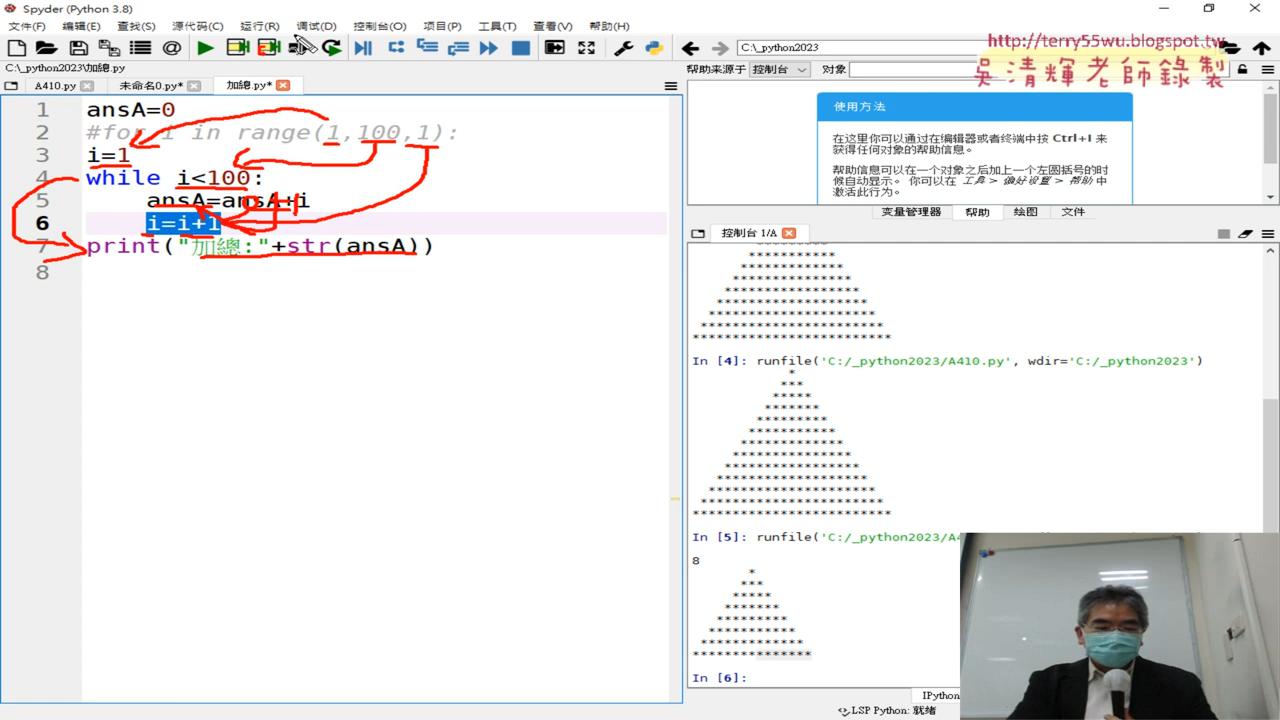 Spyder (Python 3.8)
文件(F) 编辑(E) 查找(S) 源代码(C) 运行(R) 调试(D) 控制台(O) 项目(P) 工具(T) 查看(V) 帮助(H)
C:\_python2023
http://terry55wu.blogspot.tw
吳清輝老師錄製
C:\_python2023\加總.py
帮助来源于 控制台 对象
A410.py 未命名0.py* 加總.py*
1 ansA=0
2 #for i in range(1,100,1):
3 i=1
4 while i<100:
5 ansA=ansA+i
6 i=i+1
7 print("加總:"+str(ansA))
8
使用方法
在这里你可以通过在编辑器或者终端中按 Ctrl+I 来
获得任何对象的帮助信息。
帮助信息可以在一个对象之后加上一个左圆括号的时
候自动显示。 你可以在 工具 > 偏好设置 > 帮助 中
激活此行为。
变量管理器 帮助 绘图 文件
控制台 1/A
***********
*************
***************
*****************
*******************
*********************
***********************
*************************
In [4]: runfile('C:/_python2023/A410.py', wdir='C:/_python2023')
*
***
*****
*******
*********
***********
*************
***************
*****************
*******************
*********************
***********************
*************************
In [5]: runfile('C:/_python2023/A4
8
*
***
*****
*******
*********
***********
*************
***************
In [6]:
IPython
LSP Python: 就绪